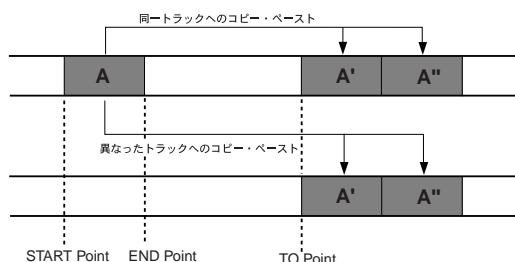 同一トラックへのコピー・ペースト
A
A'
A"
異なったトラックへのコピー・ペースト
A'
A"
START Point
END Point
TO Point